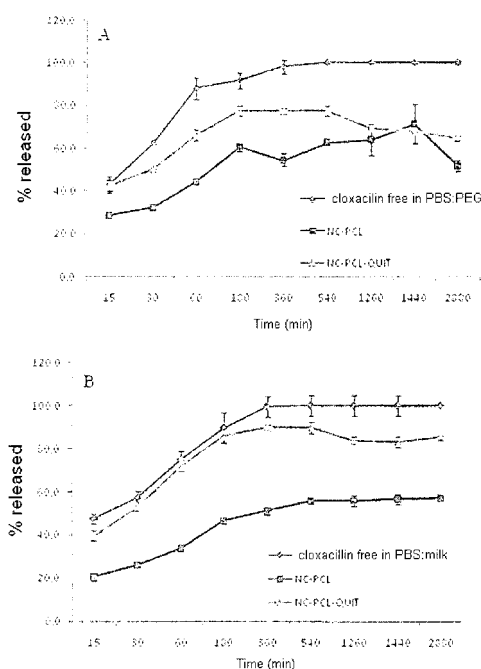 A
120.0
100.0
80.0
60.0
40.0
20.0
0.0
% released
cloxacilin free in PBS:PEG
NC-PCL
NC-PCL-QUIT
15 30 60 180 360 540 1260 1440 2880
Time (min)
B
120.0
100.0
80.0
60.0
40.0
20.0
0.0
% released
cloxacillin free in PBS:milk
NC-PCL
NC-PCL-QUIT
15 30 60 180 360 540 1260 1440 2880
Time (min)